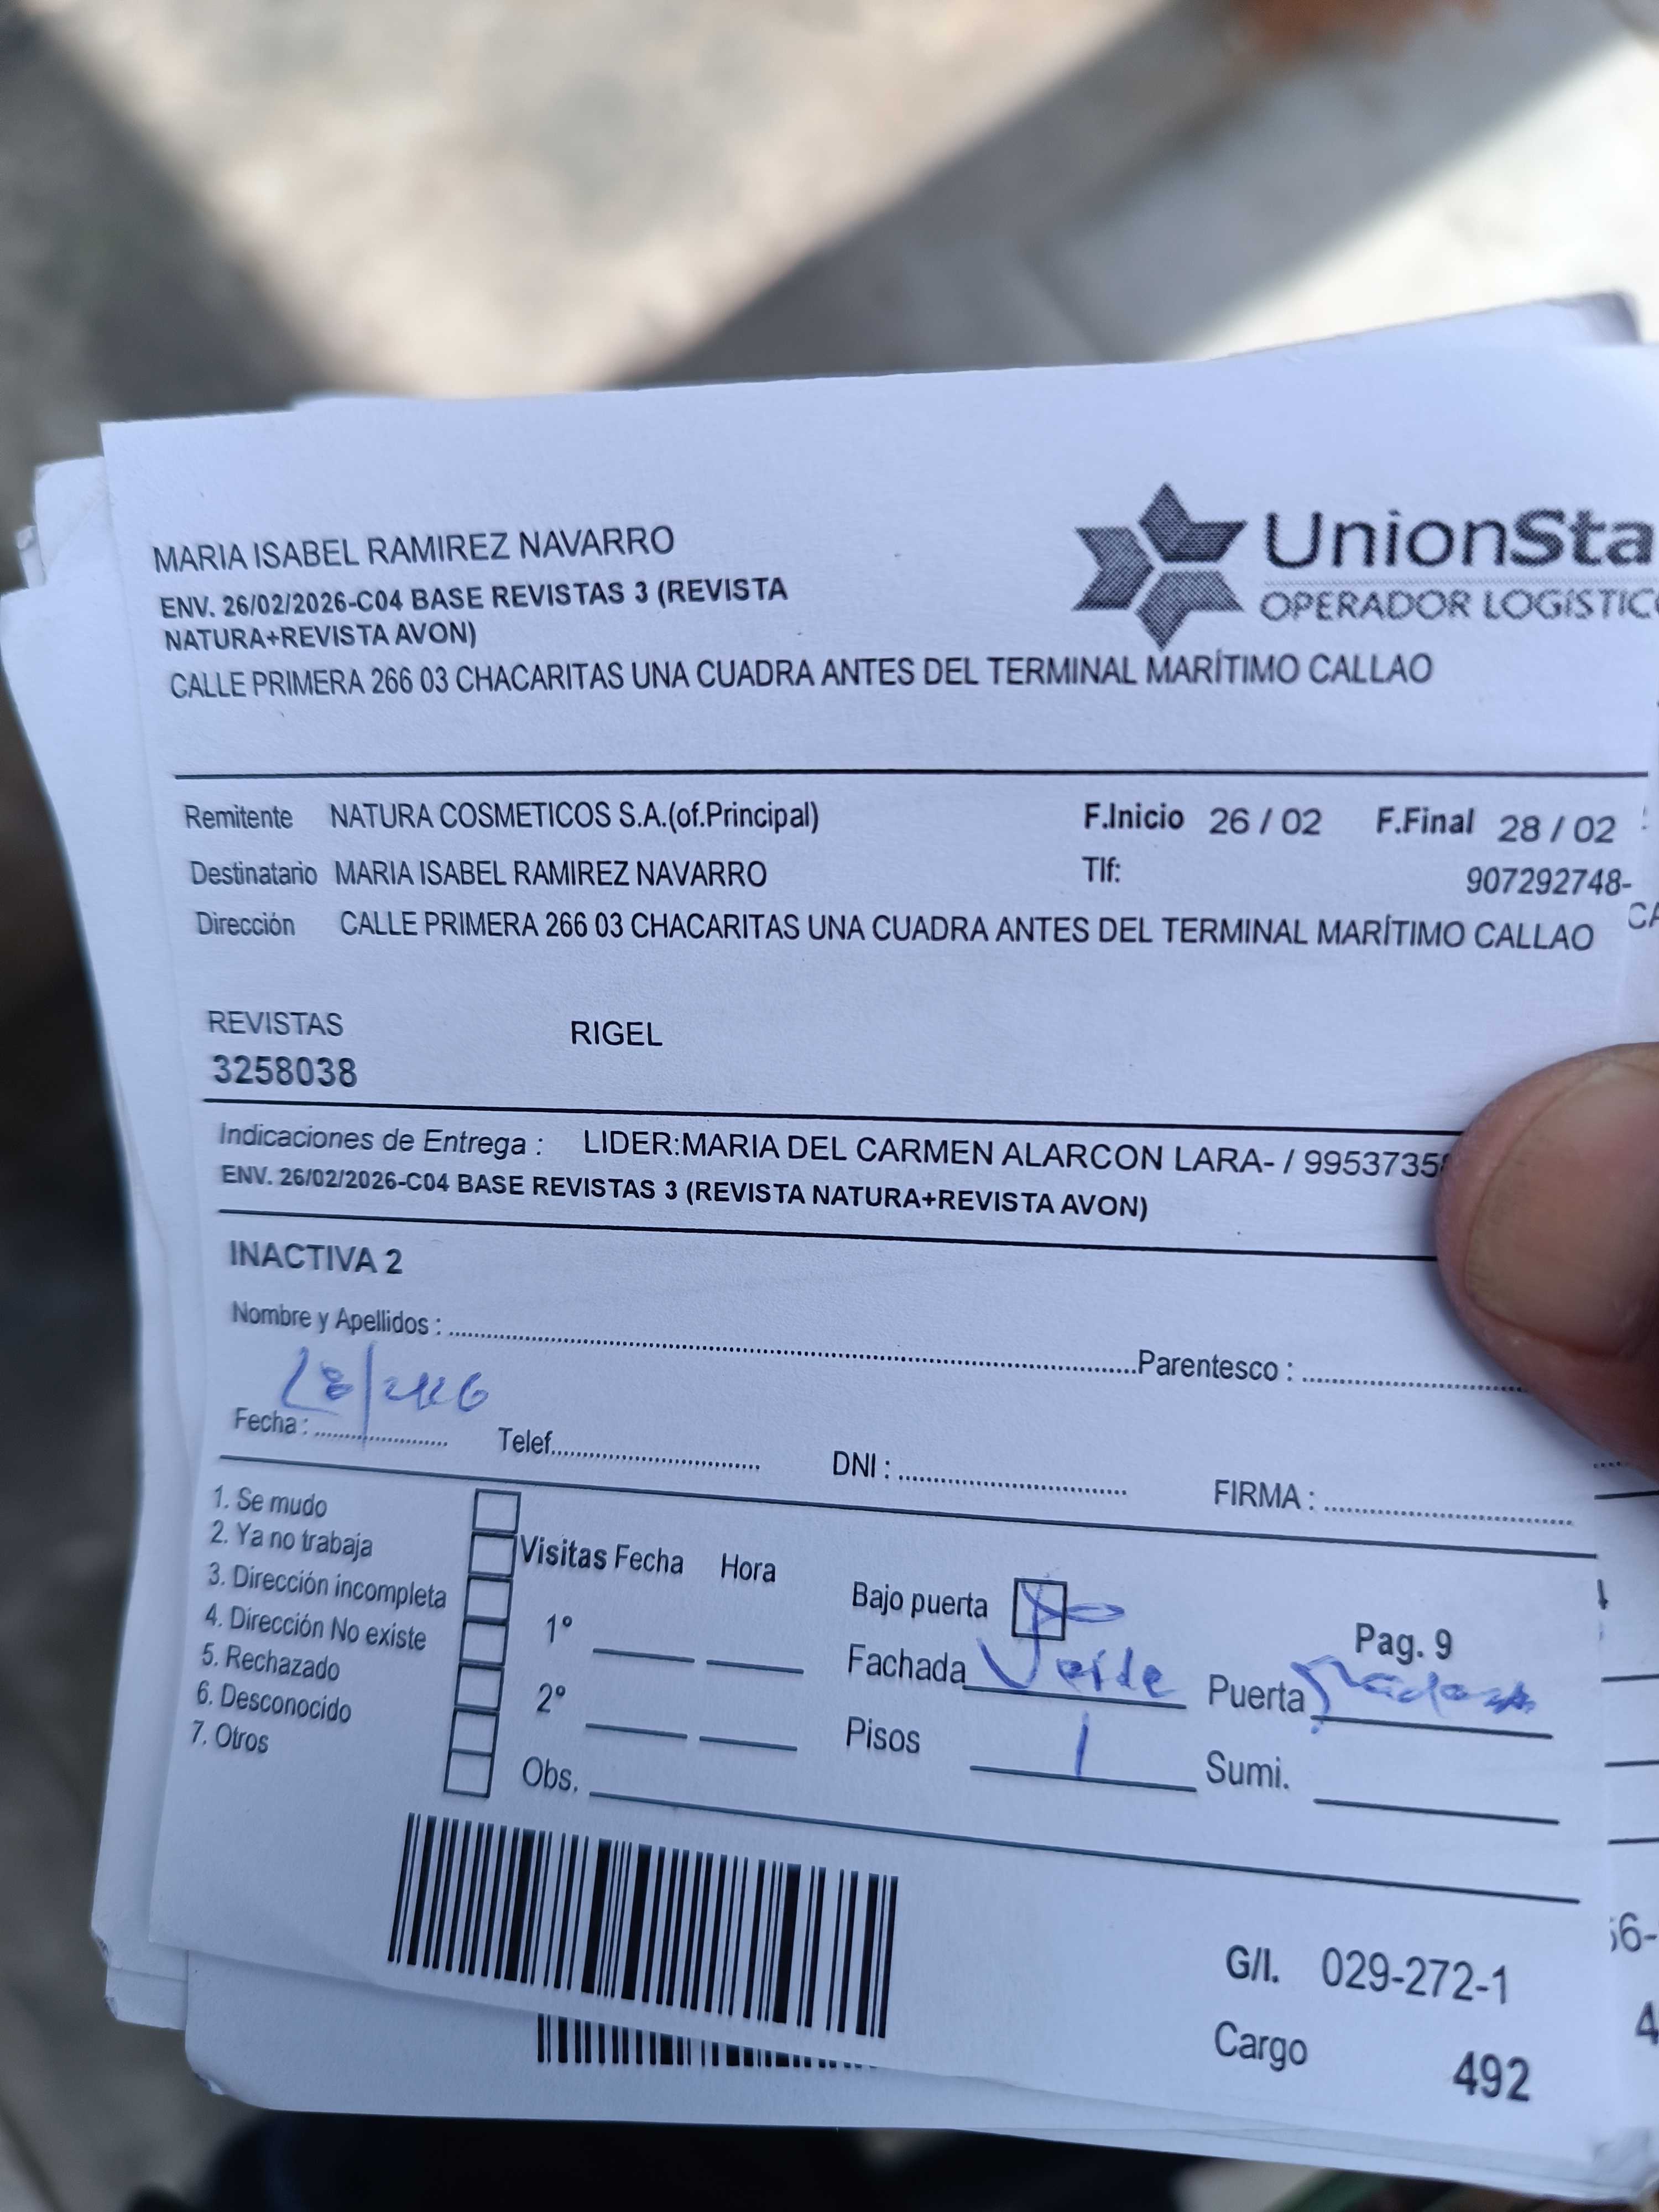 MARIA ISABEL RAMIREZ NAVARRO
ENV. 26/02/2026-C04 BASE REVISTAS 3 (REVISTA
NATURA+REVISTA AVON)
CALLE PRIMERA 266 03 CHACARITAS UNA CUADRA ANTES DEL TERMINAL MARÍTIMO CALLAO
UnionSta
OPERADOR LOGÍSTIC
Remitente NATURA COSMETICOS S.A.(of.Principal) F.Inicio 26 / 02 F.Final 28 / 02
Destinatario MARIA ISABEL RAMIREZ NAVARRO Tlf: 907292748-
Dirección CALLE PRIMERA 266 03 CHACARITAS UNA CUADRA ANTES DEL TERMINAL MARÍTIMO CALLAO
REVISTAS RIGEL
3258038
Indicaciones de Entrega : LIDER:MARIA DEL CARMEN ALARCON LARA- / 9953735
ENV. 26/02/2026-C04 BASE REVISTAS 3 (REVISTA NATURA+REVISTA AVON)
INACTIVA 2
Nombre y Apellidos : Parentesco :
Fecha : Telef. DNI : FIRMA :
1. Se mudo
2. Ya no trabaja
3. Dirección incompleta
4. Dirección No existe
5. Rechazado
6. Desconocido
7. Otros
Visitas Fecha Hora
1º
2º
Obs.
Bajo puerta
Pag. 9
Fachada Verde Puerta
Pisos 1 Sumi.
G/I. 029-272-1
Cargo 492